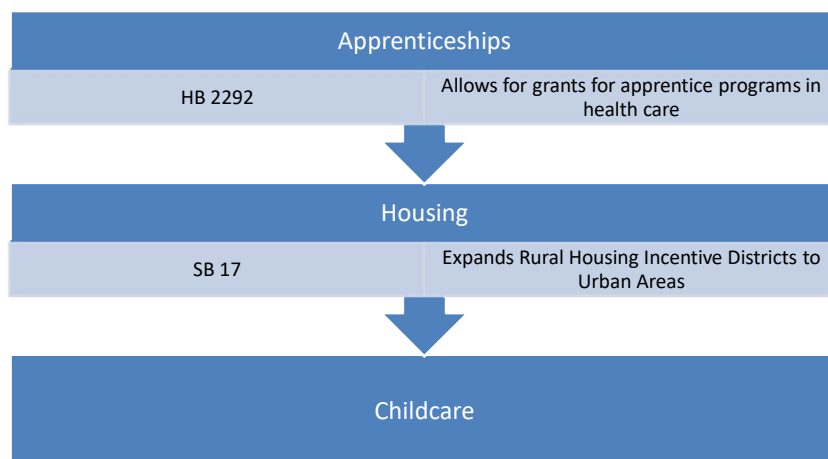 Apprenticeships
HB 2292
Allows for grants for apprentice programs in
health care
Housing
SB 17
Expands Rural Housing Incentive Districts to
Urban Areas
Childcare